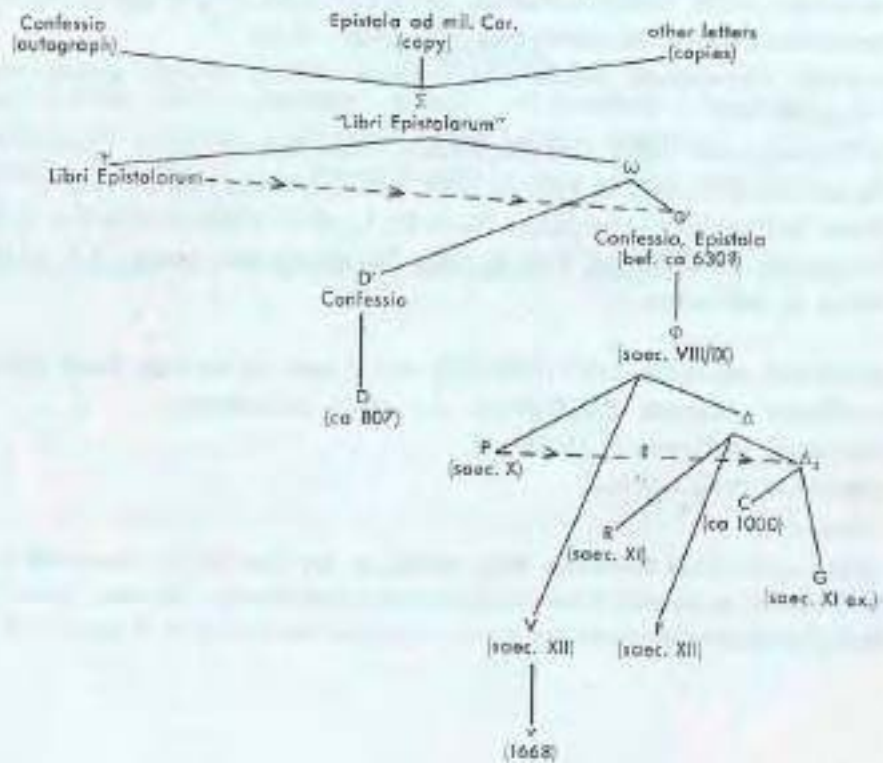 Confessio
(autograph)
Epistola ad mil. Cor.
(copy)
other letters
(copies)
Σ
"Libri Epistolarum"
Libri Epistolarum
ω
Confessio, Epistola
(bef. ca 630?)
D'
Confessio
Φ
(saec. VIII/IX)
D
(ca 807)
Δ
P
(saec. X)
C
(ca 1000)
R
(saec. XI)
G
(saec. XI ex.)
V
(saec. XII)
F
(saec. XII)
v
(1668)